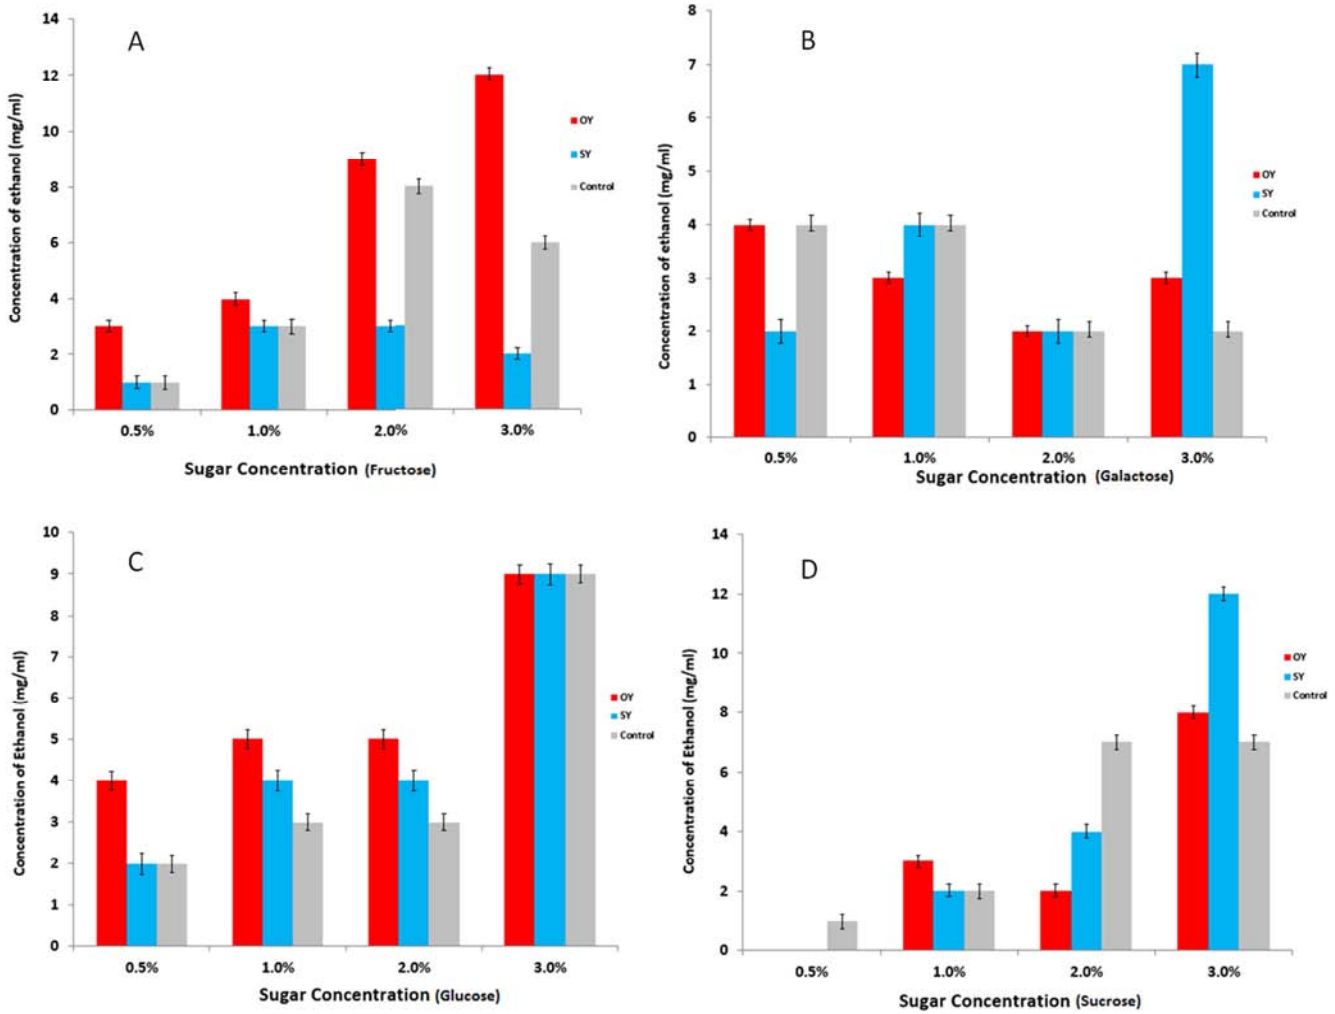 A
Concentration of ethanol (mg/ml)
14
12
10
8
6
4
2
0
0.5% 1.0% 2.0% 3.0%
Sugar Concentration (Fructose)
OY
SY
Control
B
Concentration of ethanol (mg/ml)
8
7
6
5
4
3
2
1
0
0.5% 1.0% 2.0% 3.0%
Sugar Concentration (Galactose)
OY
SY
Control
C
Concentration of Ethanol (mg/ml)
10
9
8
7
6
5
4
3
2
1
0
0.5% 1.0% 2.0% 3.0%
Sugar Concentration (Glucose)
OY
SY
Control
D
Concentration of Ethanol (mg/ml)
14
12
10
8
6
4
2
0
0.5% 1.0% 2.0% 3.0%
Sugar Concentration (Sucrose)
OY
SY
Control